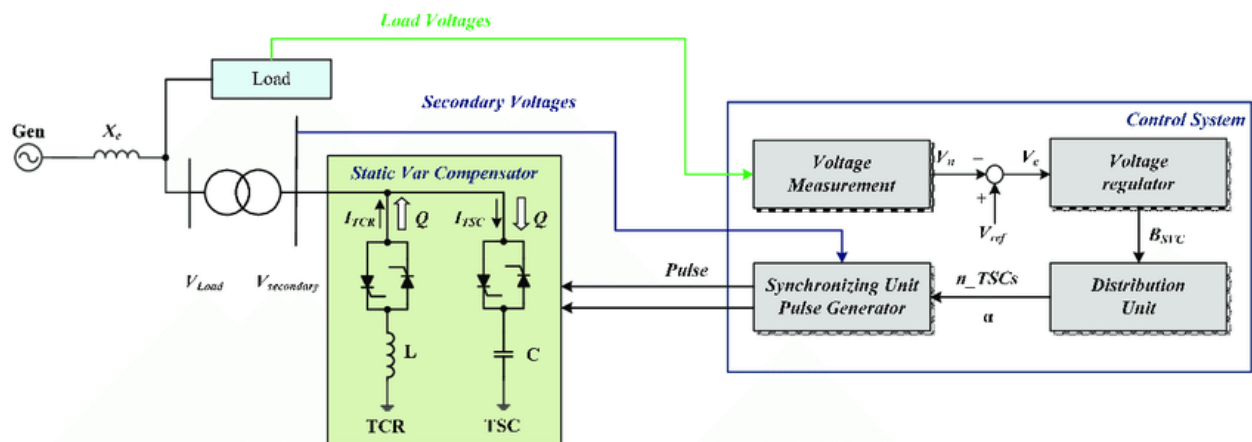 Load Voltages
Load
Secondary Voltages
Control System
Gen
Xe
Static Var Compensator
Voltage
Measurement
Vn
−
+
Vref
Ve
Voltage
regulator
ITCR
Q
ITSC
Q
BSVC
VLoad
Vsecondary
Pulse
Synchronizing Unit
Pulse Generator
n_TSCs
α
Distribution
Unit
L
C
TCR
TSC